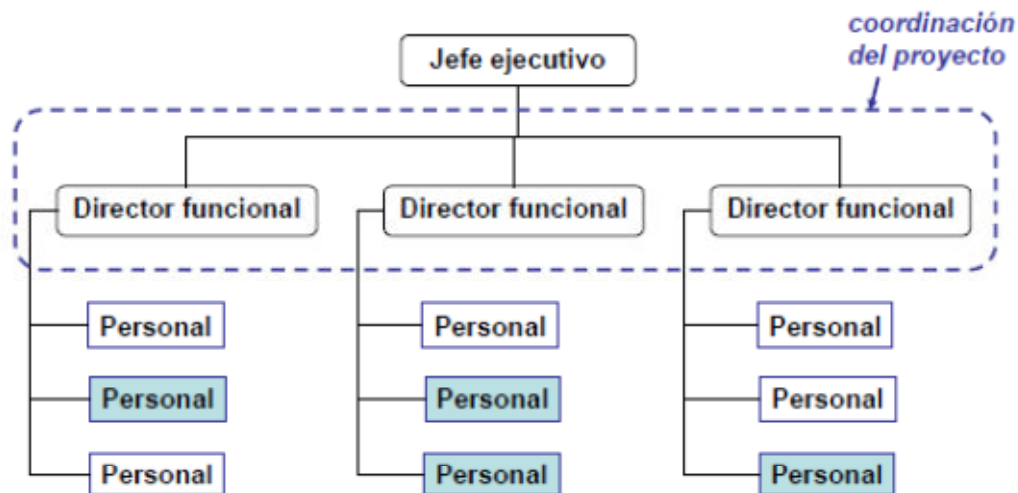 coordinación
del proyecto
Jefe ejecutivo
Director funcional
Director funcional
Director funcional
Personal
Personal
Personal
Personal
Personal
Personal
Personal
Personal
Personal